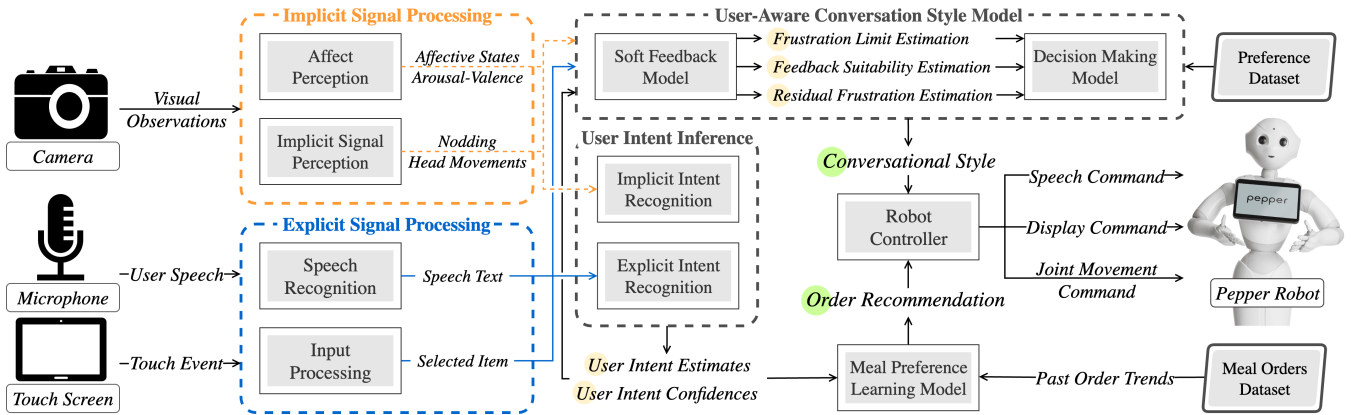 Implicit Signal Processing
Affect
Perception
Affective States
Arousal-Valence
Implicit Signal
Perception
Nodding
Head Movements
Camera
Visual
Observations
Explicit Signal Processing
Speech
Recognition
Speech Text
Input
Processing
Selected Item
Microphone
User Speech
Touch Event
Touch Screen
User-Aware Conversation Style Model
Soft Feedback
Model
Frustration Limit Estimation
Feedback Suitability Estimation
Residual Frustration Estimation
Decision Making
Model
Preference
Dataset
User Intent Inference
Implicit Intent
Recognition
Explicit Intent
Recognition
User Intent Estimates
User Intent Confidences
Conversational Style
Robot
Controller
Order Recommendation
Meal Preference
Learning Model
Speech Command
Display Command
Joint Movement
Command
pepper
Pepper Robot
Past Order Trends
Meal Orders
Dataset